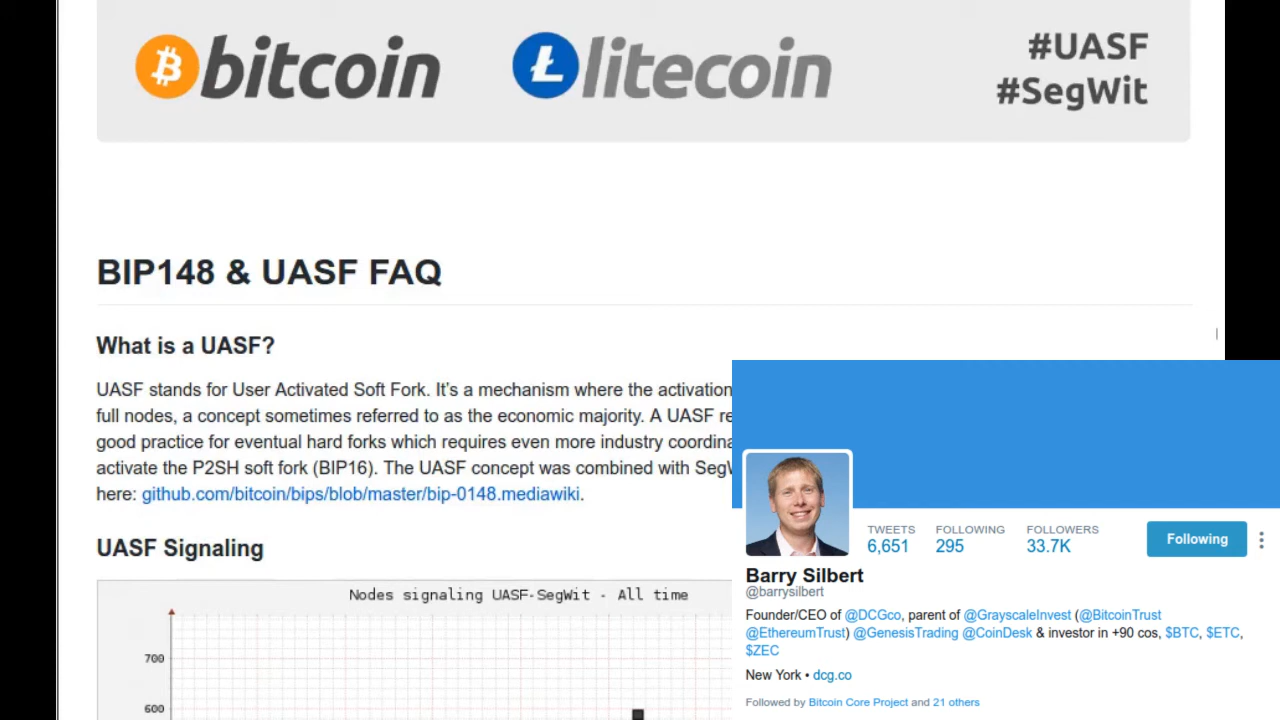 bitcoin
litecoin
#UASF
#SegWit
BIP148 & UASF FAQ
What is a UASF?
UASF stands for User Activated Soft Fork. It's a mechanism where the activation
full nodes, a concept sometimes referred to as the economic majority. A UASF re
good practice for eventual hard forks which requires even more industry coordina
activate the P2SH soft fork (BIP16). The UASF concept was combined with SegW
here: github.com/bitcoin/bips/blob/master/bip-0148.mediawiki.
UASF Signaling
Nodes signaling UASF-SegWit - All time
700
600
TWEETS FOLLOWING FOLLOWERS
6,651 295 33.7K
Following
Barry Silbert
@barrysilbert
Founder/CEO of @DCGco, parent of @GrayscaleInvest (@BitcoinTrust
@EthereumTrust) @GenesisTrading @CoinDesk & investor in +90 cos, $BTC, $ETC,
$ZEC
New York • dcg.co
Followed by Bitcoin Core Project and 21 others